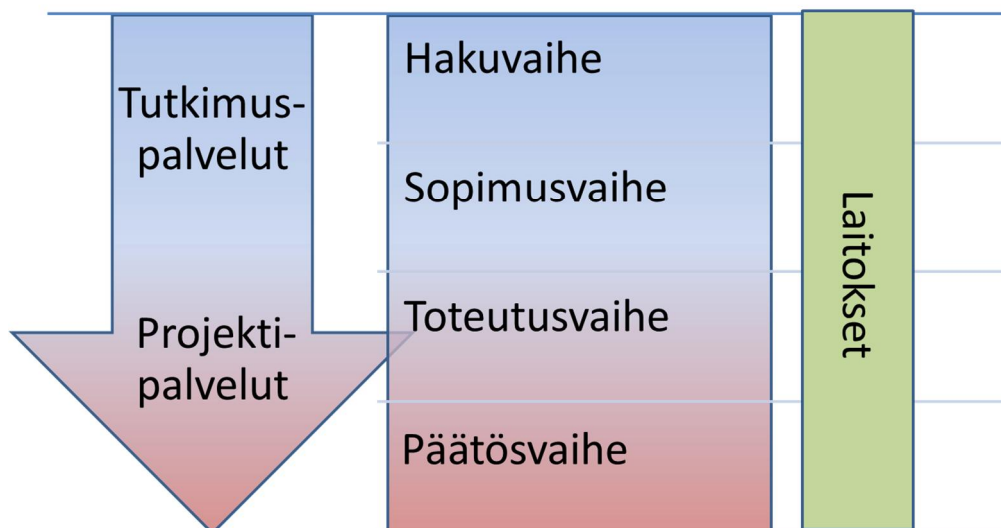 Tutkimus-
palvelut
Projekti-
palvelut
Hakuvaihe
Sopimusvaihe
Toteutusvaihe
Päätösvaihe
Laitokset